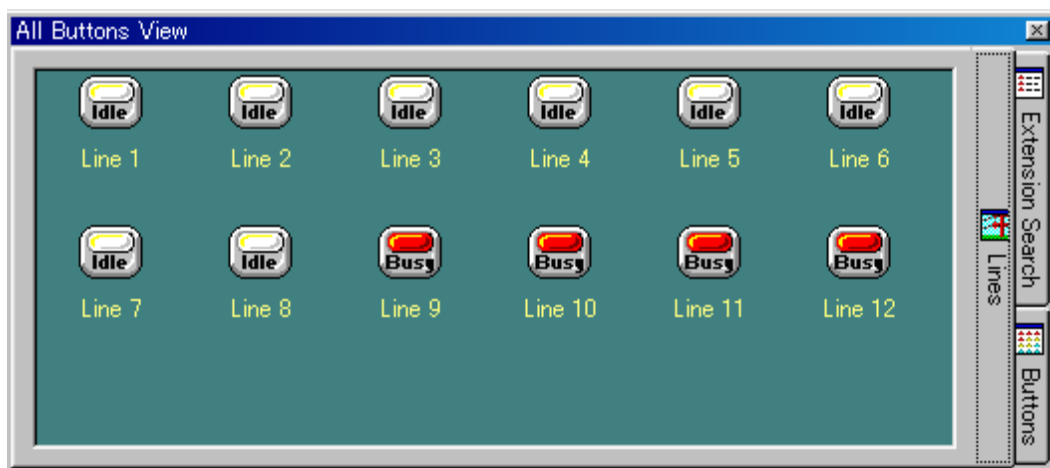 All Buttons View
Idle Idle Idle Idle Idle Idle
Line 1 Line 2 Line 3 Line 4 Line 5 Line 6
Idle Idle Busy Busy Busy Busy
Line 7 Line 8 Line 9 Line 10 Line 11 Line 12
Lines
Extension Search
Buttons